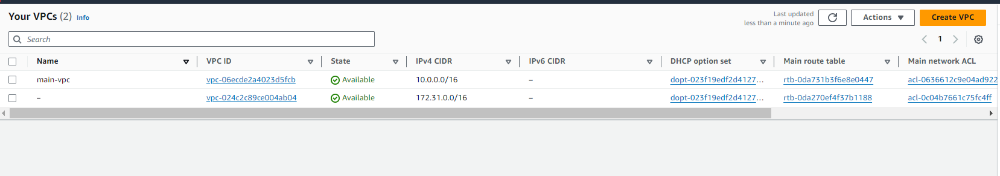 Your VPCs (2) Info
Last updated
less than a minute ago
Actions
Create VPC
Search
1
Name VPC ID State IPv4 CIDR IPv6 CIDR DHCP option set Main route table Main network ACL
main-vpc vpc-06ecde2a4023d5fcb Available 10.0.0.0/16 – dopt-023f19edf2d4127... rtb-0da731b3f6e8e0447 acl-0636612c9e04ad922
– vpc-024c2c89ce004ab04 Available 172.31.0.0/16 – dopt-023f19edf2d4127... rtb-0da270ef4f37b1188 acl-0c04b7661c75fc4ff